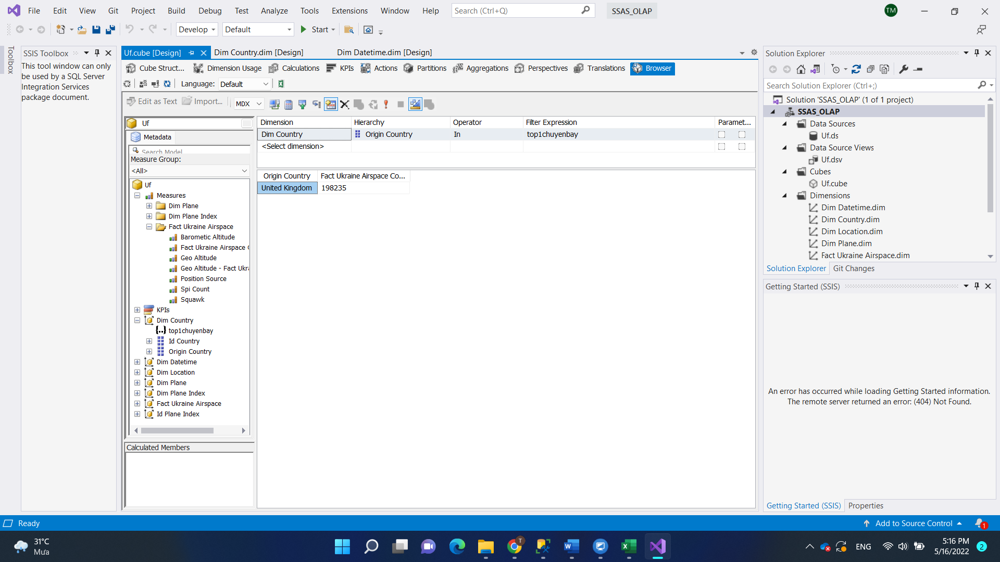 File Edit View Git Project Build Debug Test Analyze Tools Extensions Window Help Search (Ctrl+Q) SSAS_OLAP TM
Develop Default Start
Toolbox
SSIS Toolbox
This tool window can only
be used by a SQL Server
Integration Services
package document.
Uf.cube [Design] Dim Country.dim [Design] Dim Datetime.dim [Design]
Cube Struct... Dimension Usage Calculations KPIs Actions Partitions Aggregations Perspectives Translations Browser
Language: Default
Edit as Text Import... MDX
Uf
Metadata
Search Model
Measure Group:
<All>
Uf
Measures
Dim Plane
Dim Plane Index
Fact Ukraine Airspace
Barometic Altitude
Fact Ukraine Airspace
Geo Altitude
Geo Altitude - Fact Ukra
Position Source
Spi Count
Squawk
KPIs
Dim Country
top1chuyenbay
Id Country
Origin Country
Dim Datetime
Dim Location
Dim Plane
Dim Plane Index
Fact Ukraine Airspace
Id Plane Index
Calculated Members
Dimension Hierarchy Operator Filter Expression Paramet...
Dim Country Origin Country In top1chuyenbay
<Select dimension>
Origin Country Fact Ukraine Airspace Co...
United Kingdom 198235
Solution Explorer
Search Solution Explorer (Ctrl+;)
Solution 'SSAS_OLAP' (1 of 1 project)
SSAS_OLAP
Data Sources
Uf.ds
Data Source Views
Uf.dsv
Cubes
Uf.cube
Dimensions
Dim Datetime.dim
Dim Country.dim
Dim Location.dim
Dim Plane.dim
Fact Ukraine Airspace.dim
Solution Explorer Git Changes
Getting Started (SSIS)
An error has occurred while loading Getting Started information.
The remote server returned an error: (404) Not Found.
Getting Started (SSIS) Properties
Ready Add to Source Control 1
31°C
Mưa
T
ENG
5:16 PM
5/16/2022
2